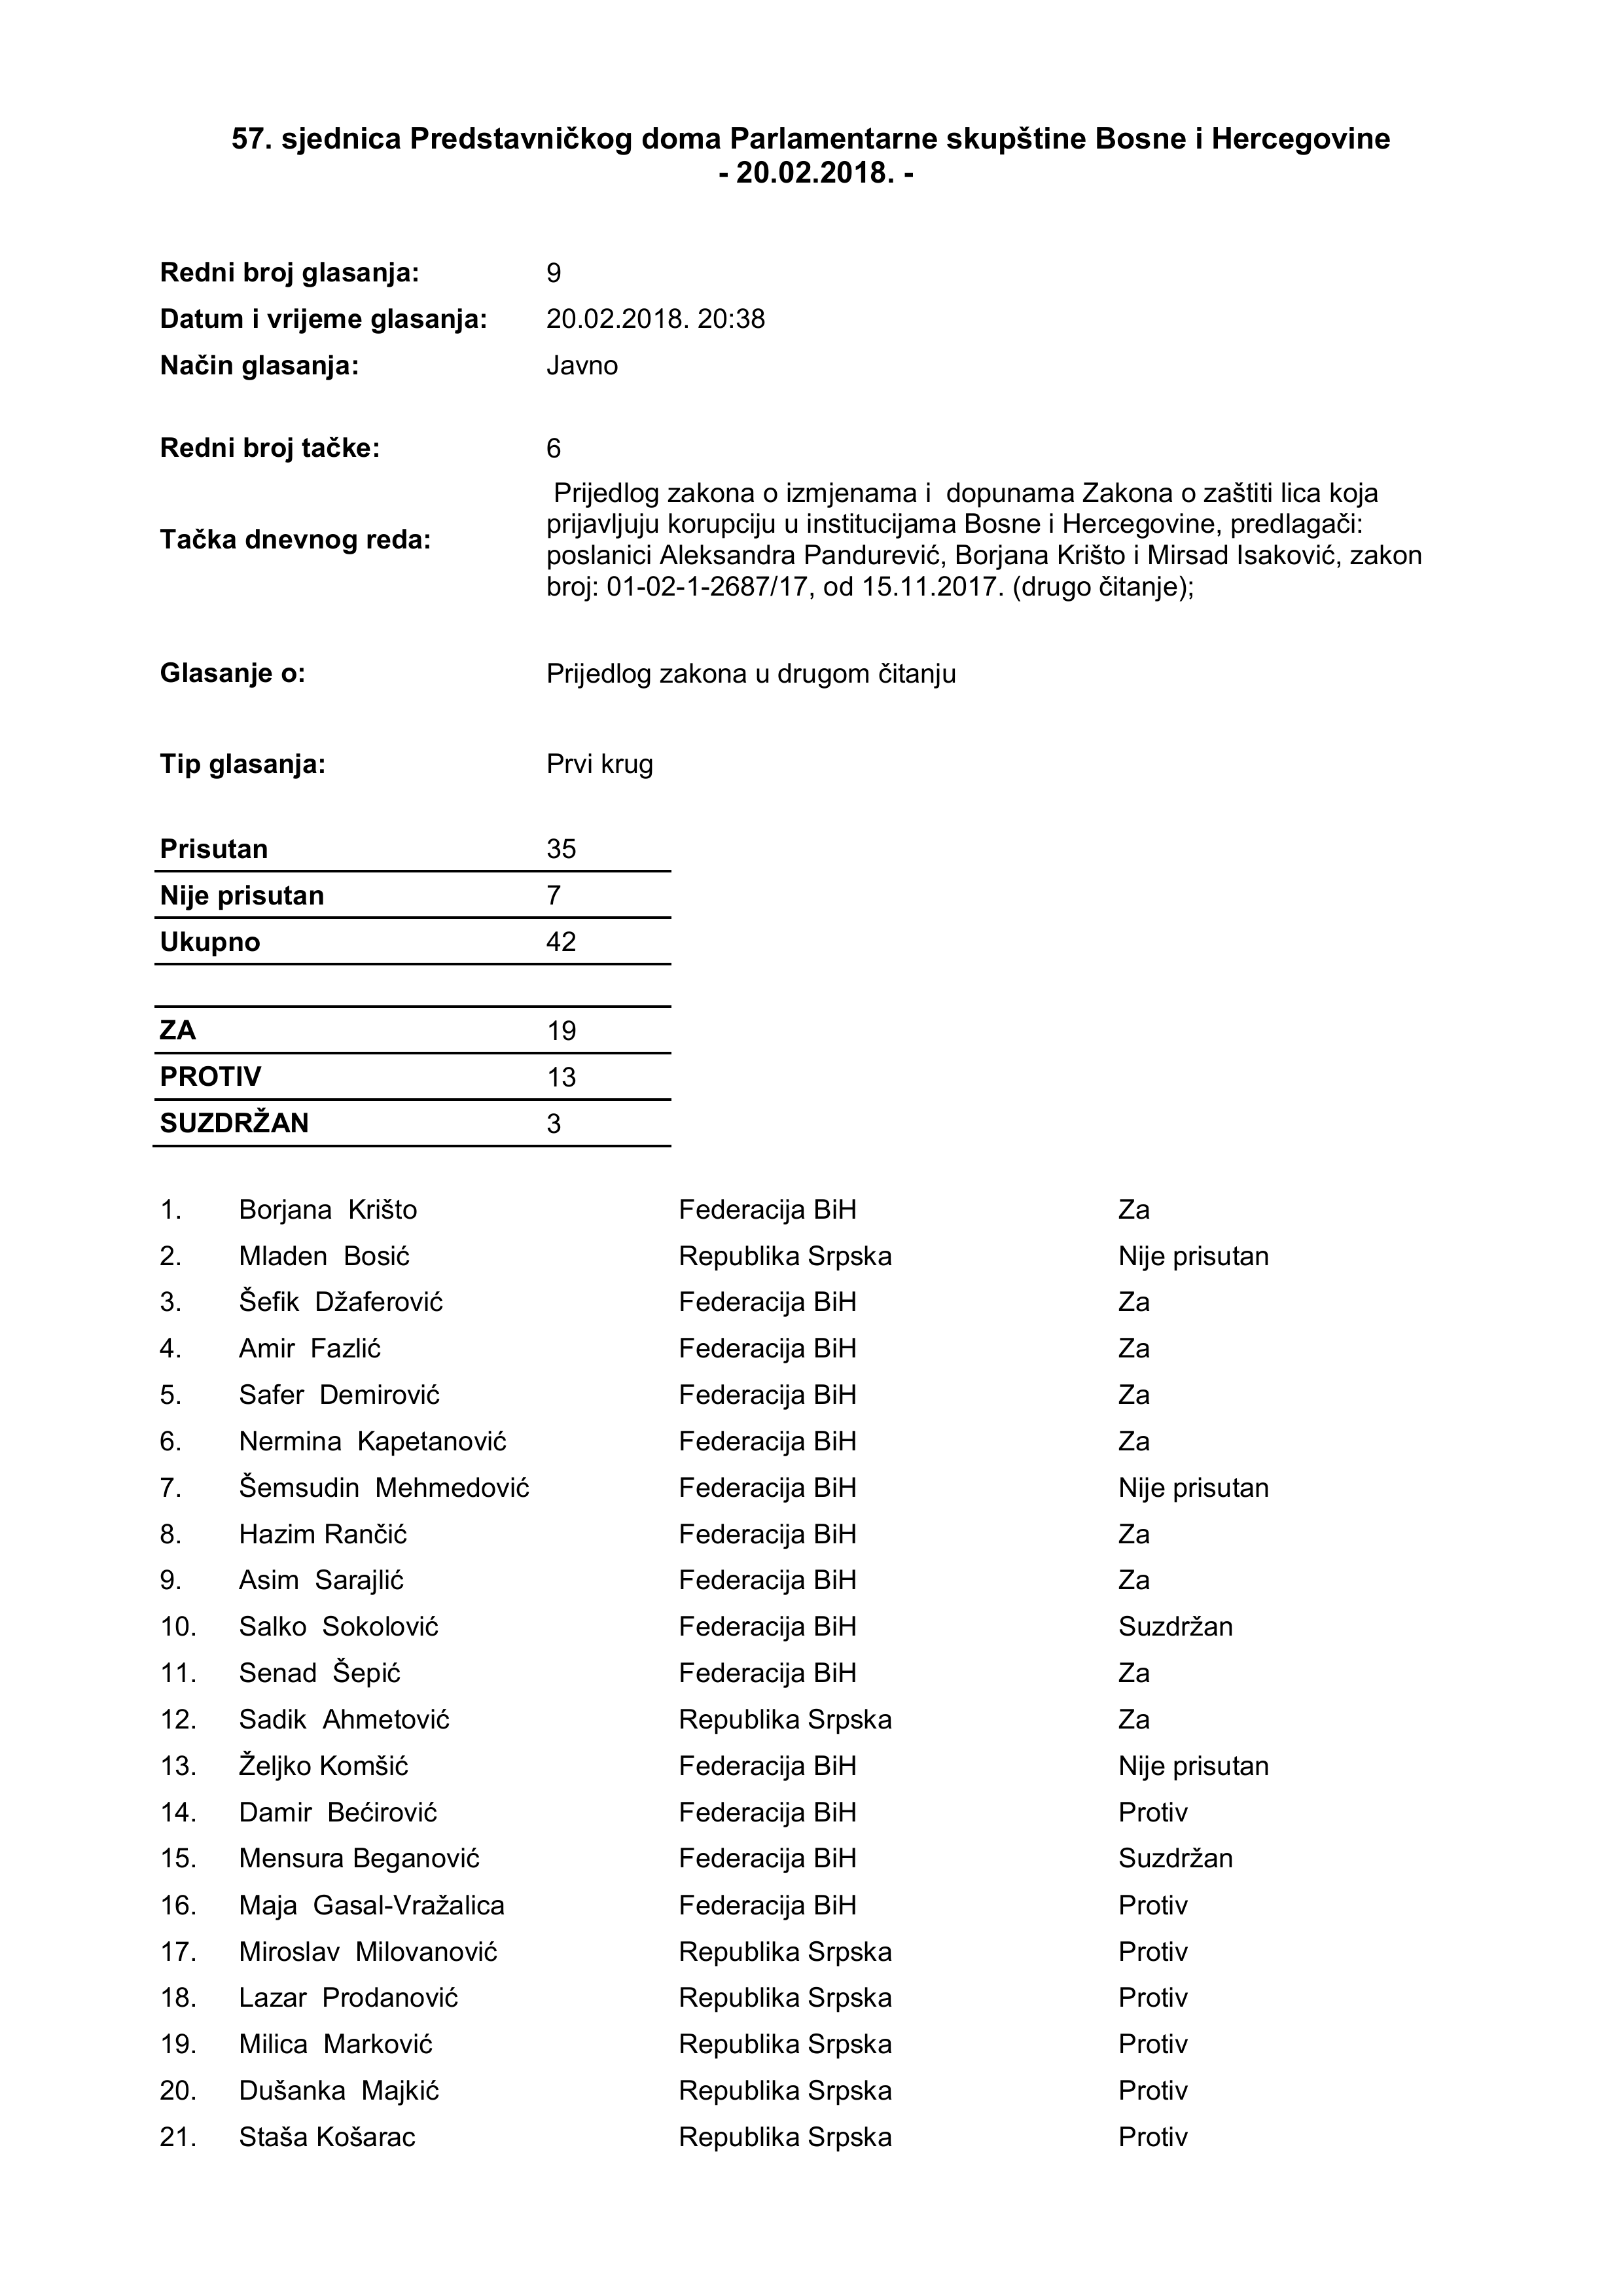 57. sjednica Predstavničkog doma Parlamentarne skupštine Bosne i Hercegovine
- 20.02.2018. -
Redni broj glasanja: 9
Datum i vrijeme glasanja: 20.02.2018. 20:38
Način glasanja: Javno
Redni broj tačke: 6
Tačka dnevnog reda:
Prijedlog zakona o izmjenama i  dopunama Zakona o zaštiti lica koja
prijavljuju korupciju u institucijama Bosne i Hercegovine, predlagači:
poslanici Aleksandra Pandurević, Borjana Krišto i Mirsad Isaković, zakon
broj: 01-02-1-2687/17, od 15.11.2017. (drugo čitanje);
Glasanje o: Prijedlog zakona u drugom čitanju
Tip glasanja: Prvi krug
Prisutan 35
Nije prisutan 7
Ukupno 42
ZA 19
PROTIV 13
SUZDRŽAN 3
1. Borjana  Krišto Federacija BiH Za
2. Mladen  Bosić Republika Srpska Nije prisutan
3. Šefik  Džaferović Federacija BiH Za
4. Amir  Fazlić Federacija BiH Za
5. Safer  Demirović Federacija BiH Za
6. Nermina  Kapetanović Federacija BiH Za
7. Šemsudin  Mehmedović Federacija BiH Nije prisutan
8. Hazim Rančić Federacija BiH Za
9. Asim  Sarajlić Federacija BiH Za
10. Salko  Sokolović Federacija BiH Suzdržan
11. Senad  Šepić Federacija BiH Za
12. Sadik  Ahmetović Republika Srpska Za
13. Željko Komšić Federacija BiH Nije prisutan
14. Damir  Bećirović Federacija BiH Protiv
15. Mensura Beganović Federacija BiH Suzdržan
16. Maja  Gasal-Vražalica Federacija BiH Protiv
17. Miroslav  Milovanović Republika Srpska Protiv
18. Lazar  Prodanović Republika Srpska Protiv
19. Milica  Marković Republika Srpska Protiv
20. Dušanka  Majkić Republika Srpska Protiv
21. Staša Košarac Republika Srpska Protiv